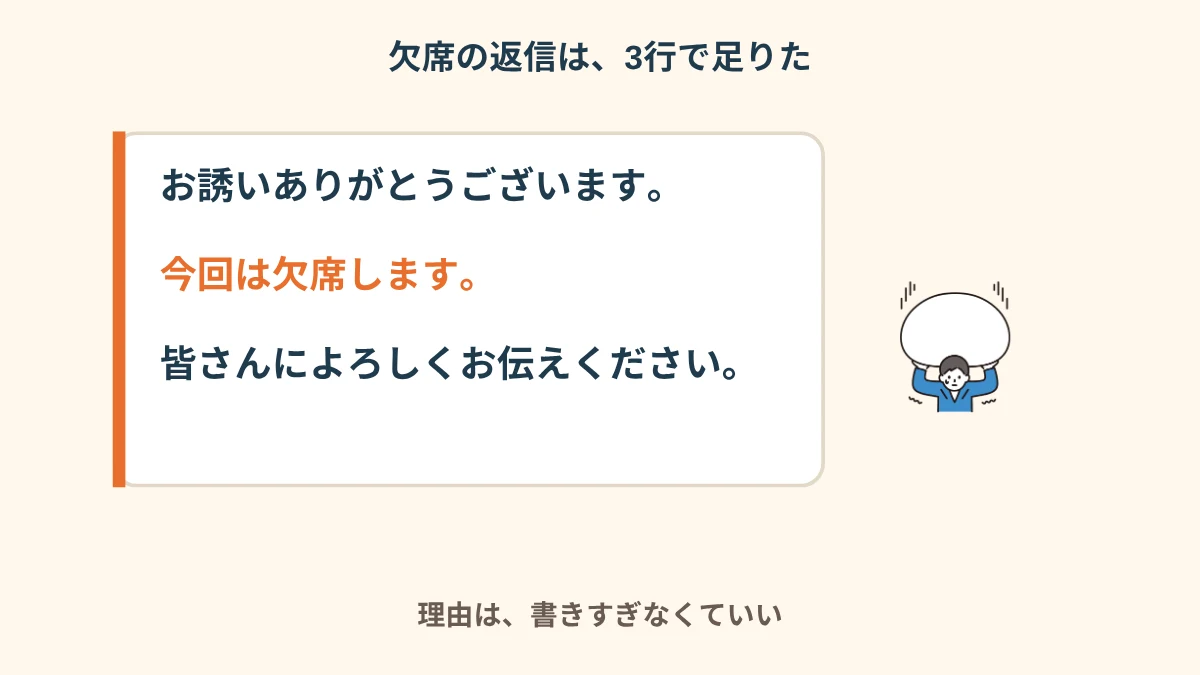 欠席の返信は、3行で足りた
お誘いありがとうございます。
今回は欠席します。
皆さんによろしくお伝えください。
理由は、書きすぎなくていい